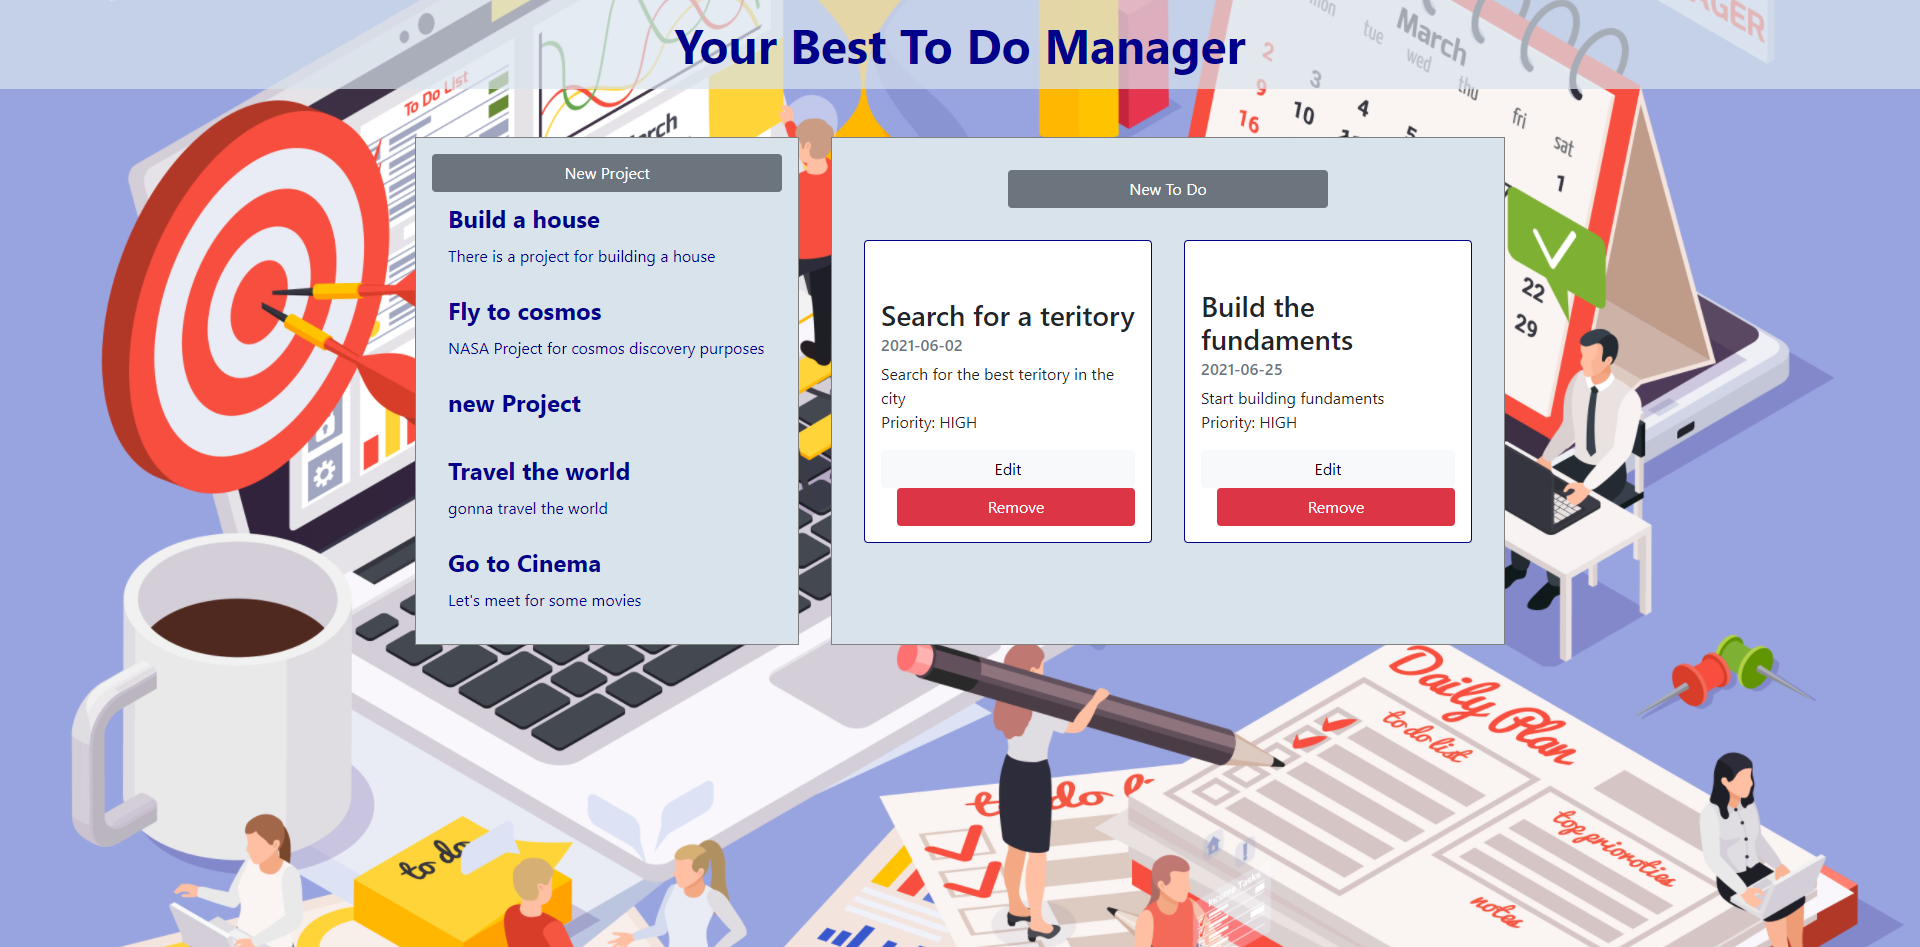 Your Best To Do Manager
New Project
Build a house
There is a project for building a house
Fly to cosmos
NASA Project for cosmos discovery purposes
new Project
Travel the world
gonna travel the world
Go to Cinema
Let's meet for some movies
New To Do
Search for a teritory
2021-06-02
Search for the best teritory in the
city
Priority: HIGH
Edit
Remove
Build the
fundaments
2021-06-25
Start building fundaments
Priority: HIGH
Edit
Remove
To Do List
March
mon
tue
wed
thu
fri
sat
2
3
4
5
1
9
10
16
22
29
Daily Plan
to do list
top prioroties
notes
to do